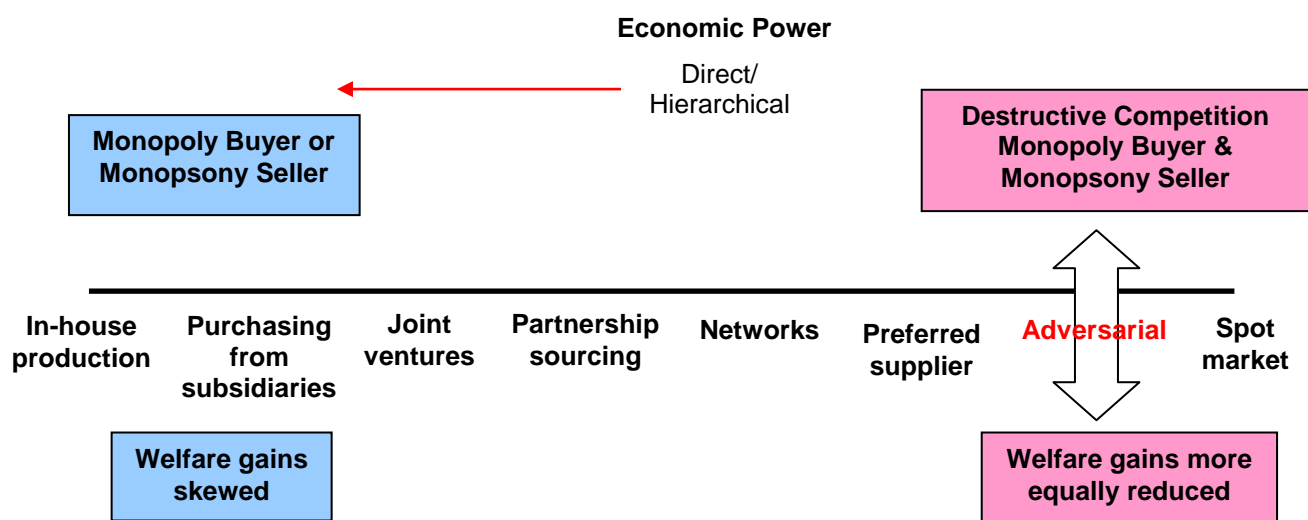 Economic Power
Direct/
Hierarchical
Monopoly Buyer or
Monopsony Seller
Destructive Competition
Monopoly Buyer &
Monopsony Seller
In-house
production
Purchasing
from
subsidiaries
Joint
ventures
Partnership
sourcing
Networks
Preferred
supplier
Adversarial
Spot
market
Welfare gains
skewed
Welfare gains more
equally reduced